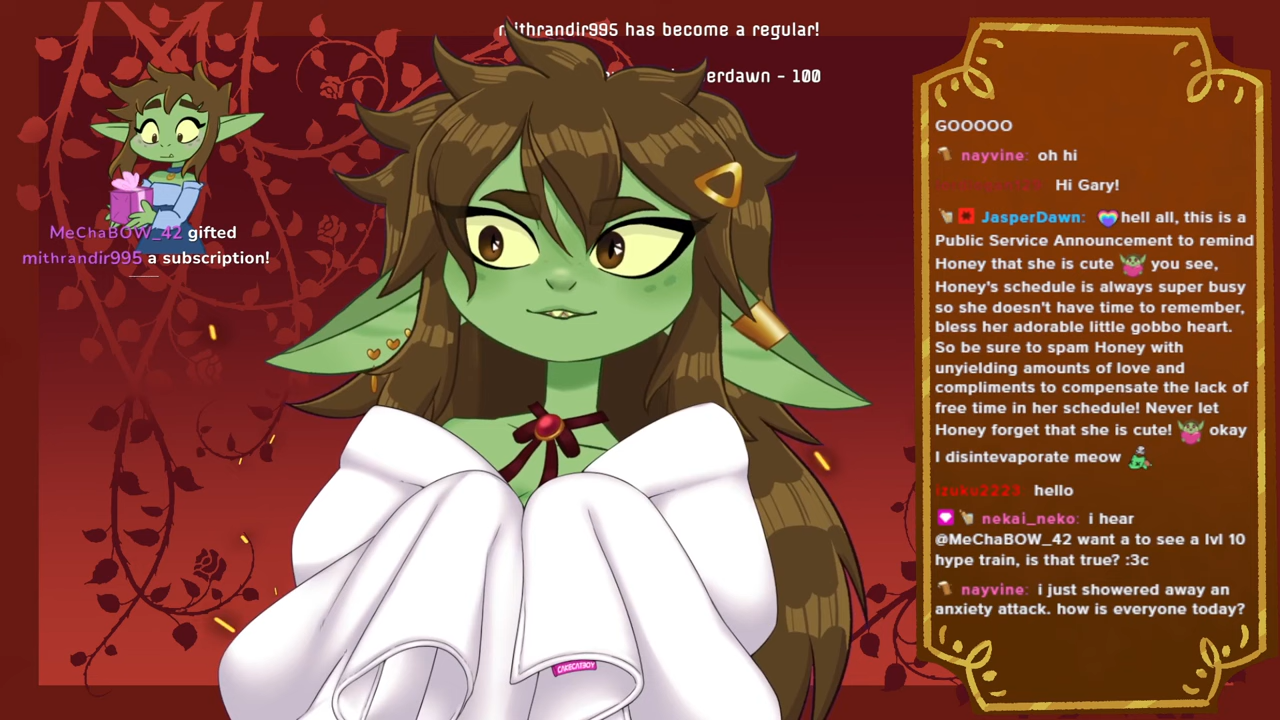 mithrandir995 has become a regular!
erdawn - 100
MeChaBOW_42 gifted
mithrandir995 a subscription!
GOOOOO
nayvine: oh hi
Hi Gary!
JasperDawn: hell all, this is a
Public Service Announcement to remind
Honey that she is cute you see,
Honey's schedule is always super busy
so she doesn't have time to remember,
bless her adorable little gobbo heart.
So be sure to spam Honey with
unyielding amounts of love and
compliments to compensate the lack of
free time in her schedule! Never let
Honey forget that she is cute! okay
I disintevaporate meow
izuku2223 hello
nekai_neko: i hear
@MeChaBOW_42 want a to see a lvl 10
hype train, is that true? :3c
nayvine: i just showered away an
anxiety attack. how is everyone today?
CAKECATBOY